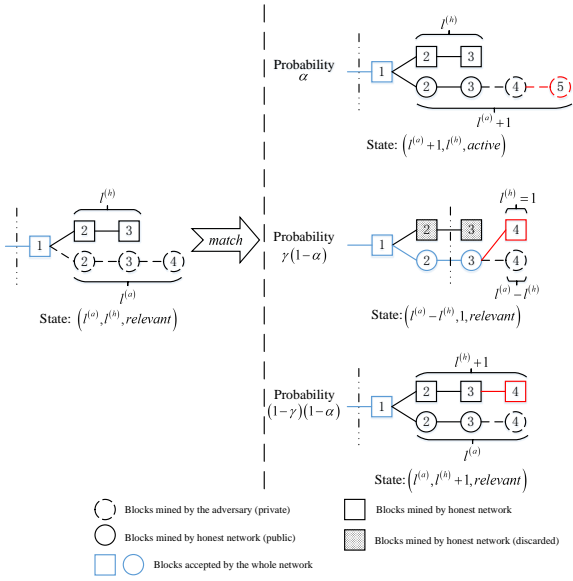 l^(h)
1
2
3
2
3
4
l^(a)
State: (l^(a), l^(h), relevant)
match
Probability
α
l^(h)
1
2
3
2
3
4
5
l^(a)+1
State: (l^(a)+1, l^(h), active)
Probability
γ(1−α)
l^(h)=1
1
2
3
4
2
3
4
l^(a)−l^(h)
State: (l^(a)−l^(h), 1, relevant)
Probability
(1−γ)(1−α)
l^(h)+1
1
2
3
4
2
3
4
l^(a)
State: (l^(a), l^(h)+1, relevant)
Blocks mined by the adversary (private)
Blocks mined by honest network
Blocks mined by honest network (public)
Blocks mined by honest network (discarded)
Blocks accepted by the whole network